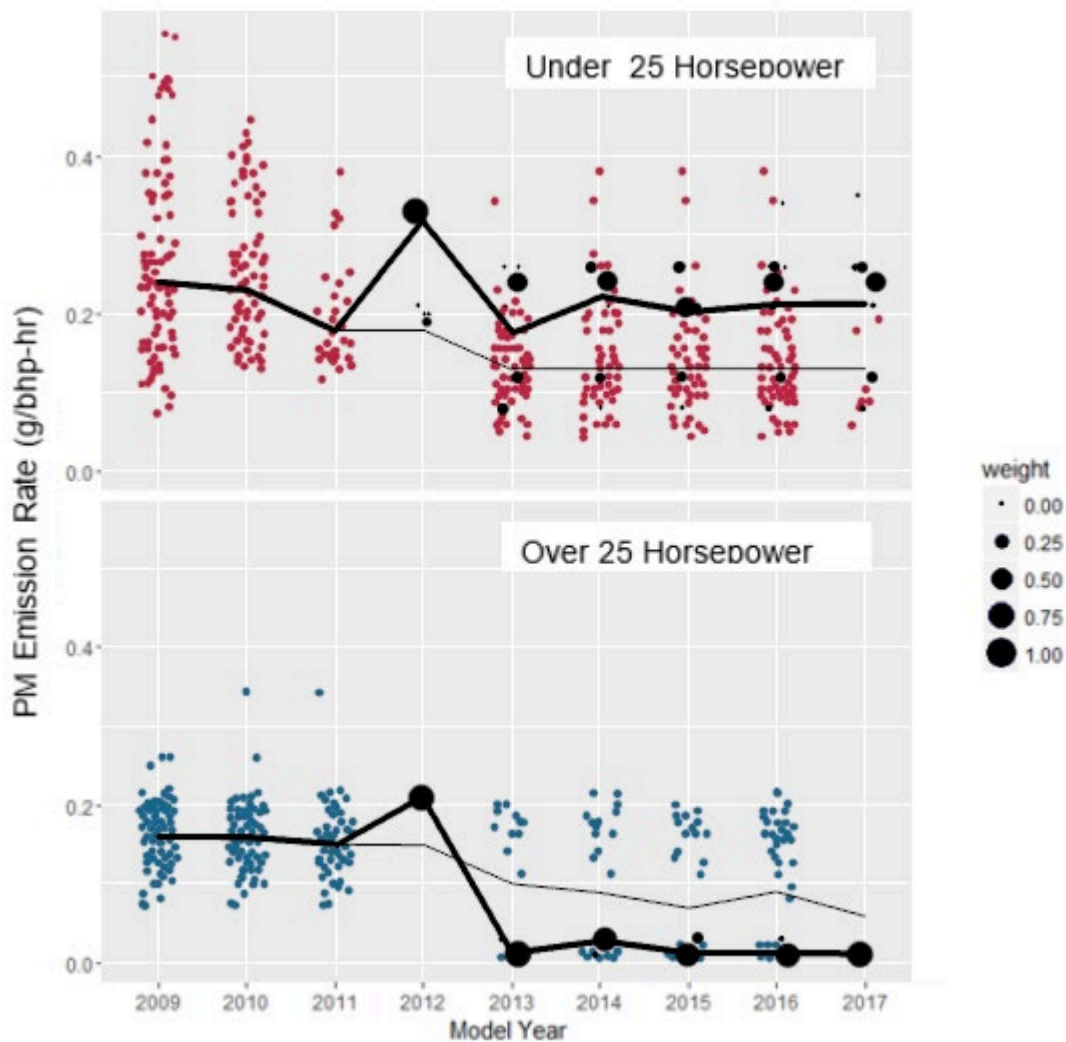 Under 25 Horsepower
0.4
0.2
0.0
PM Emission Rate (g/bhp-hr)
Over 25 Horsepower
0.4
0.2
0.0
2009 2010 2011 2012 2013 2014 2015 2016 2017
Model Year
weight
0.00
0.25
0.50
0.75
1.00